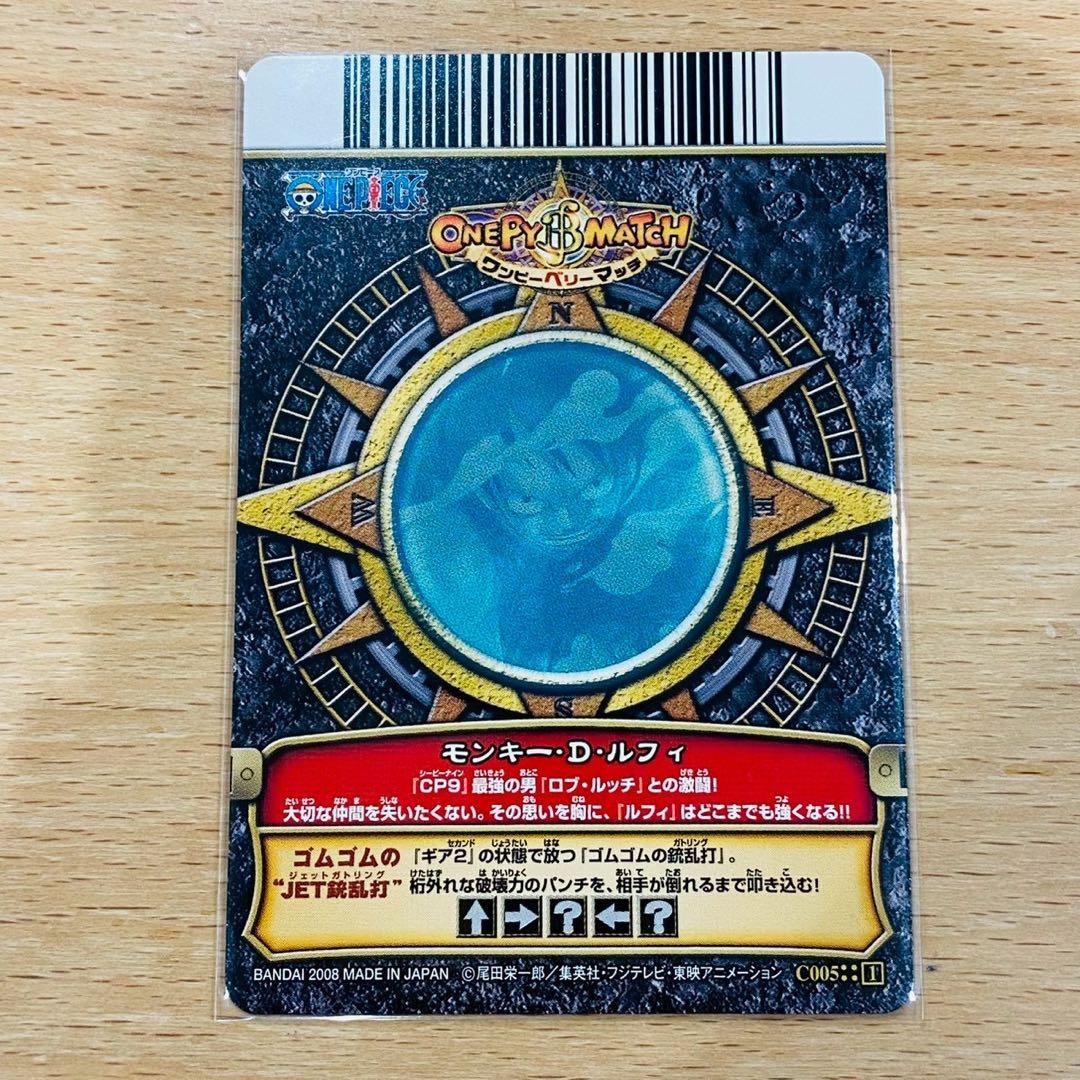 ワンピース
ONE PIECE
ONEPY B MATCH
ワンピーベリーマッチ
N
W
E
S
モンキー・D・ルフィ
『CP9』最強の男『ロブ・ルッチ』との激闘!
大切な仲間を失いたくない。その思いを胸に、『ルフィ』はどこまでも強くなる!!
ゴムゴムの
“JET銃乱打”
『ギア2』の状態で放つ『ゴムゴムの銃乱打』。
桁外れな破壊力のパンチを、相手が倒れるまで叩き込む!
↑ → ? ← ?
BANDAI 2008 MADE IN JAPAN ©尾田栄一郎/集英社・フジテレビ・東映アニメーション C005 1